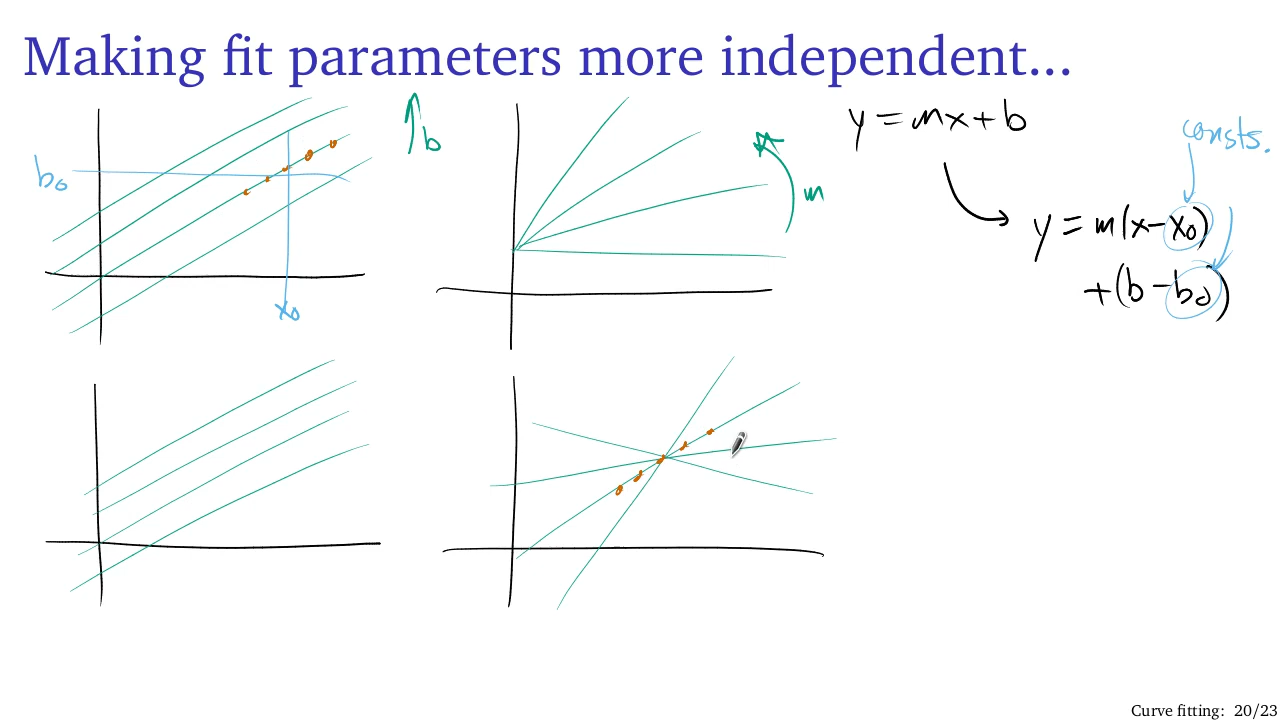 Making fit parameters more independent...
b
b₀
x₀
m
y = mx + b
consts.
y = m(x - x₀)
+ (b - b₀)
Curve fitting: 20/23